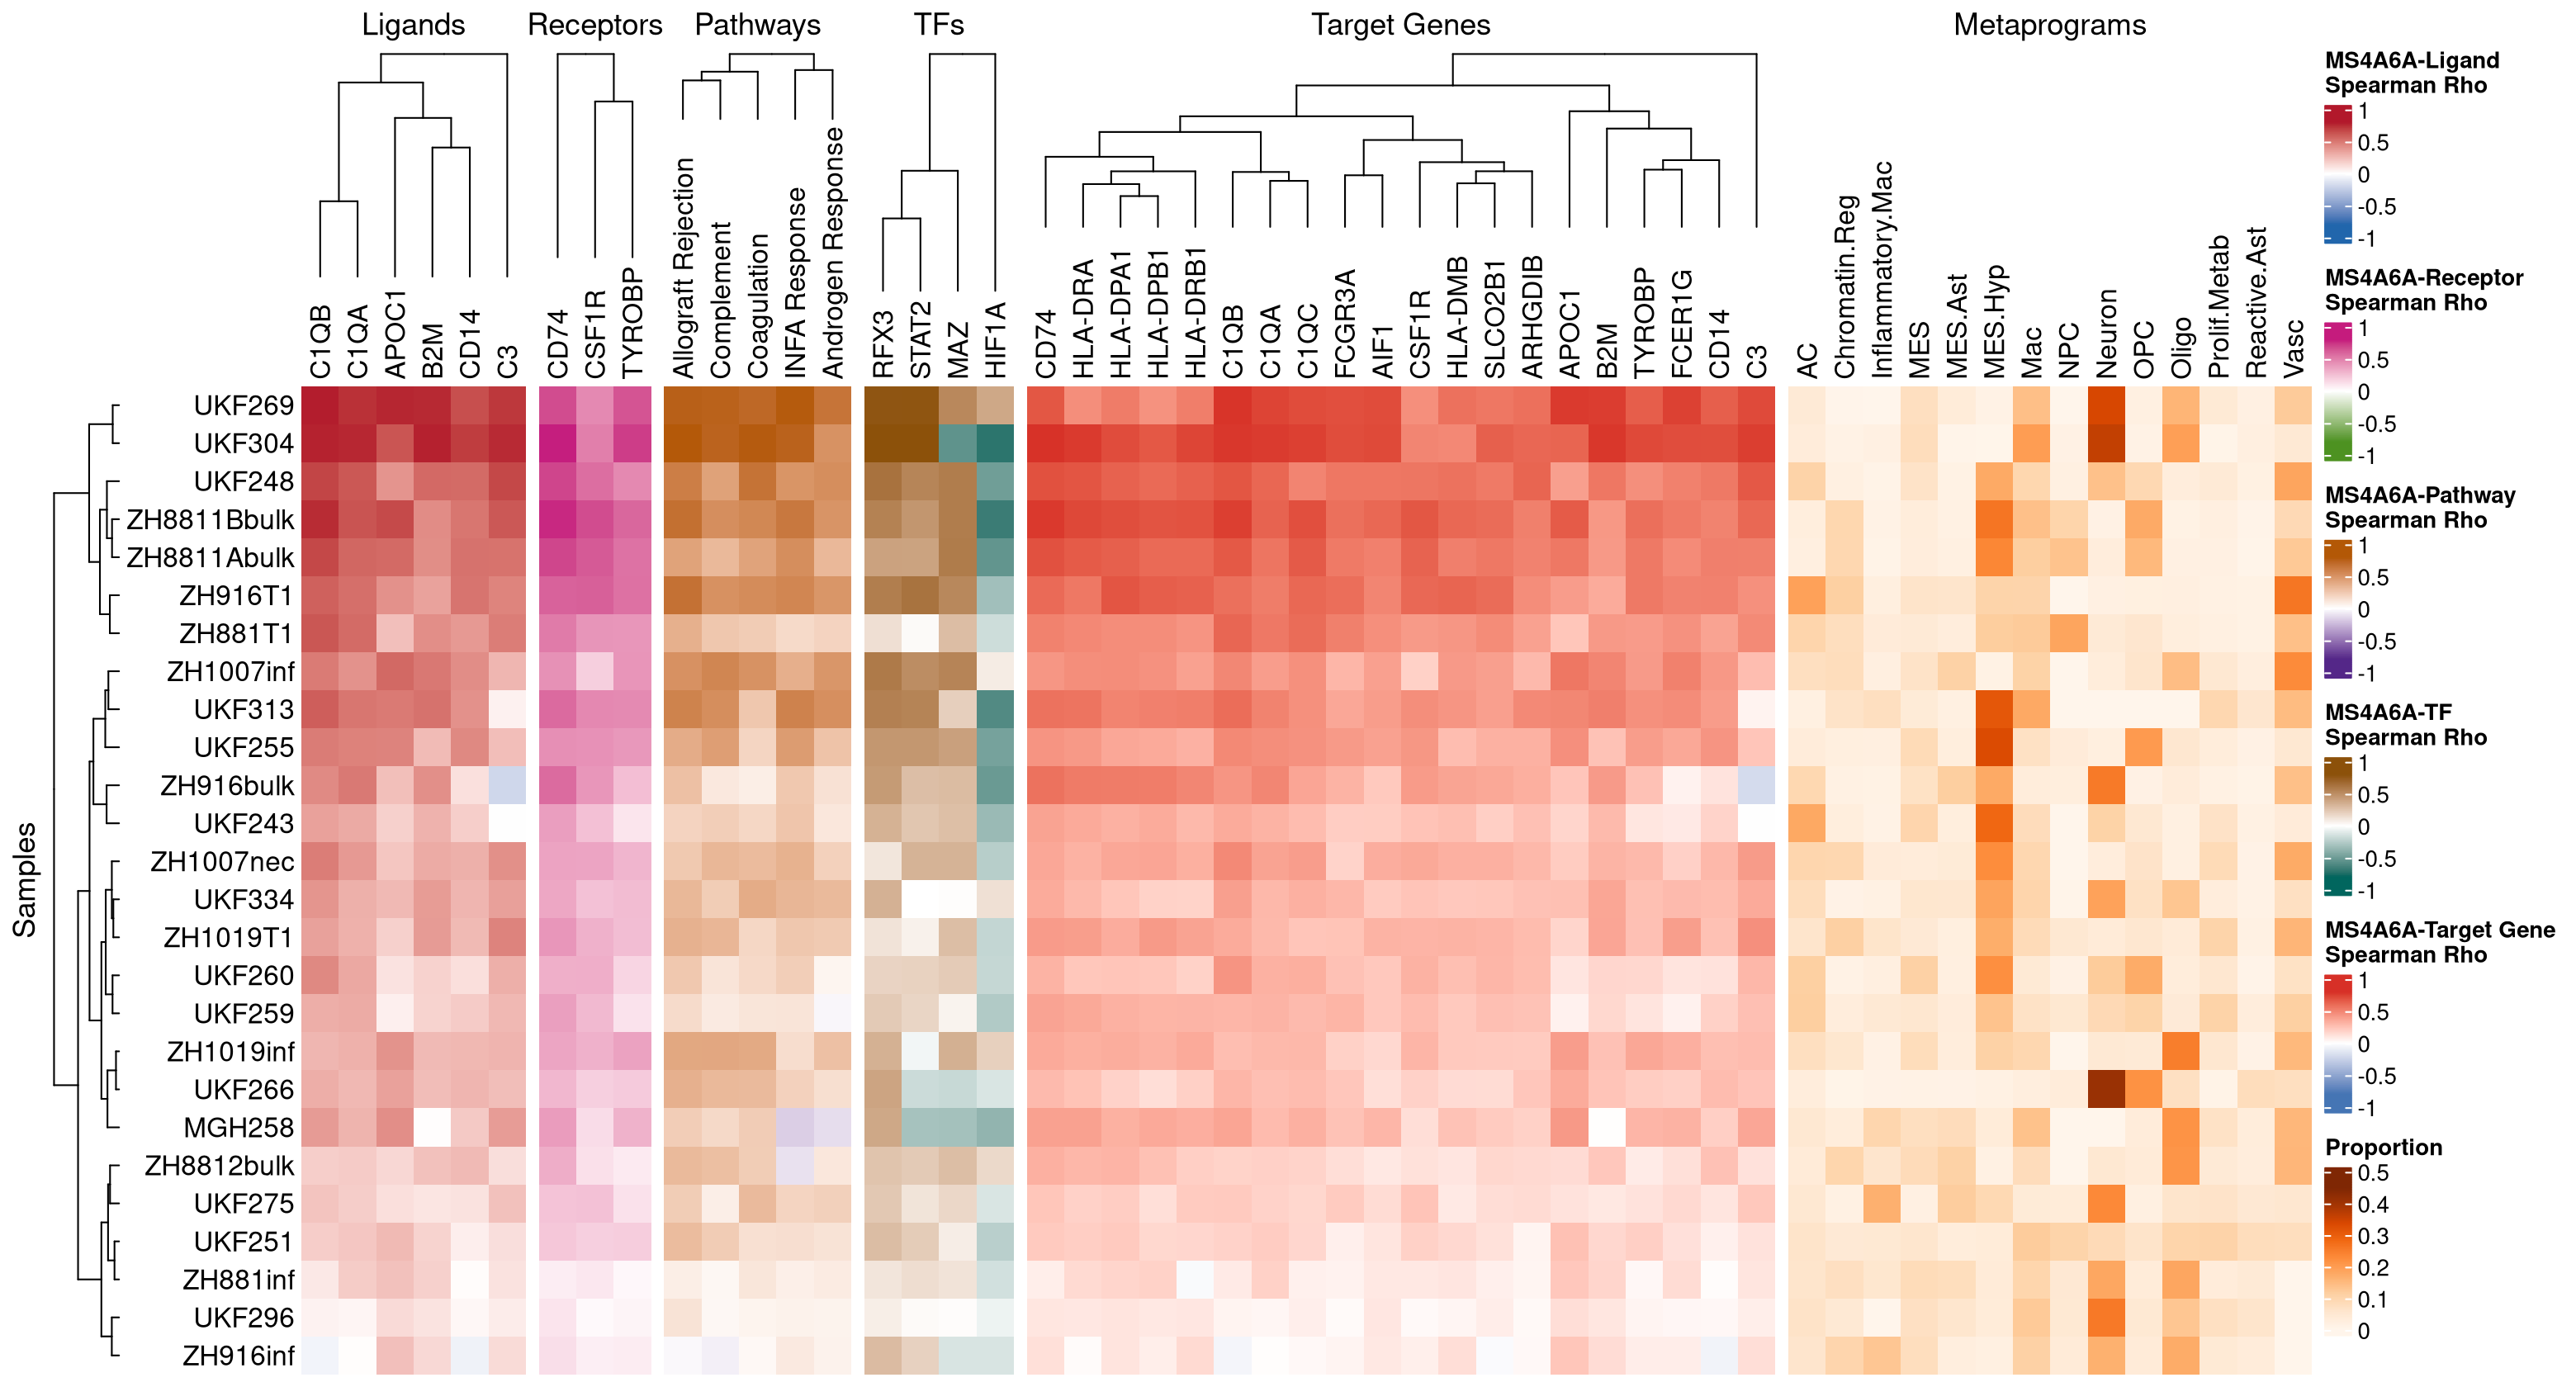 Ligands Receptors Pathways TFs Target Genes Metaprograms
C1QB C1QA APOC1 B2M CD14 C3
CD74 CSF1R TYROBP
Allograft Rejection Complement Coagulation INFA Response Androgen Response
RFX3 STAT2 MAZ HIF1A
CD74 HLA-DRA HLA-DPA1 HLA-DPB1 HLA-DRB1 C1QB C1QA C1QC FCGR3A AIF1 CSF1R HLA-DMB SLCO2B1 ARHGDIB APOC1 B2M TYROBP FCER1G CD14 C3
AC Chromatin.Reg Inflammatory.Mac MES MES.Ast MES.Hyp Mac NPC Neuron OPC Oligo Prolif.Metab Reactive.Ast Vasc
Samples
UKF269
UKF304
UKF248
ZH8811Bbulk
ZH8811Abulk
ZH916T1
ZH881T1
ZH1007inf
UKF313
UKF255
ZH916bulk
UKF243
ZH1007nec
UKF334
ZH1019T1
UKF260
UKF259
ZH1019inf
UKF266
MGH258
ZH8812bulk
UKF275
UKF251
ZH881inf
UKF296
ZH916inf
MS4A6A-Ligand
Spearman Rho
1
0.5
0
-0.5
-1
MS4A6A-Receptor
Spearman Rho
1
0.5
0
-0.5
-1
MS4A6A-Pathway
Spearman Rho
1
0.5
0
-0.5
-1
MS4A6A-TF
Spearman Rho
1
0.5
0
-0.5
-1
MS4A6A-Target Gene
Spearman Rho
1
0.5
0
-0.5
-1
Proportion
0.5
0.4
0.3
0.2
0.1
0